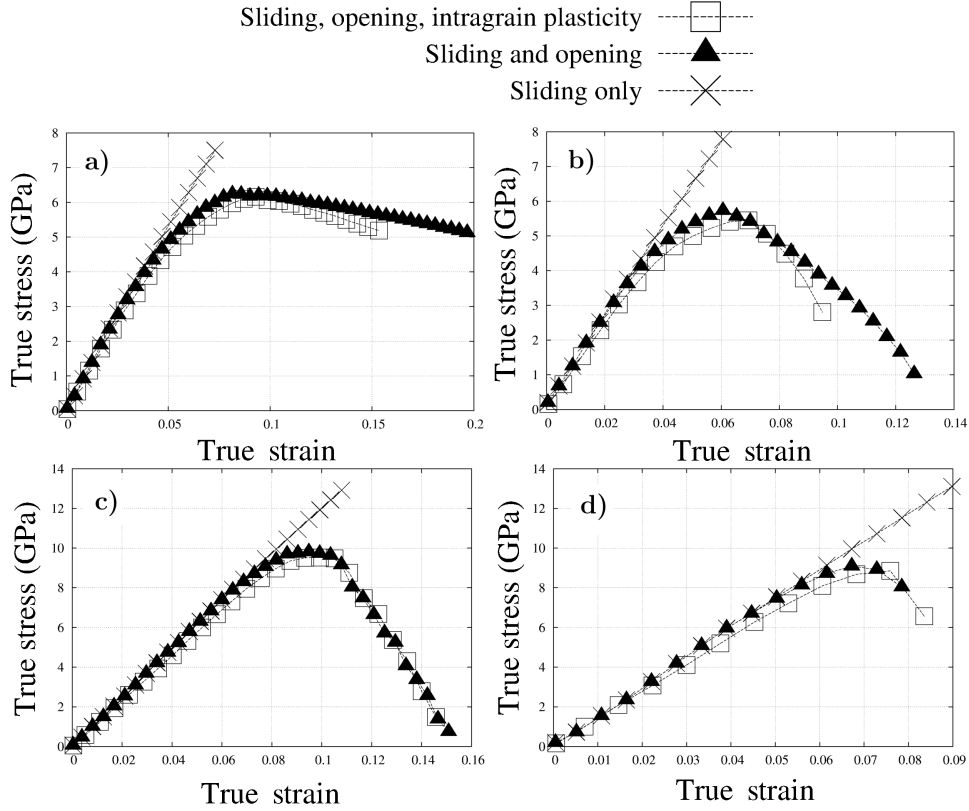 Sliding, opening, intragrain plasticity
Sliding and opening
Sliding only
a)
True stress (GPa)
8
7
6
5
4
3
2
1
0
0 0.05 0.1 0.15 0.2
True strain
b)
True stress (GPa)
8
7
6
5
4
3
2
1
0
0 0.02 0.04 0.06 0.08 0.1 0.12 0.14
True strain
c)
True stress (GPa)
14
12
10
8
6
4
2
0
0 0.02 0.04 0.06 0.08 0.1 0.12 0.14 0.16
True strain
d)
True stress (GPa)
14
12
10
8
6
4
2
0
0 0.01 0.02 0.03 0.04 0.05 0.06 0.07 0.08 0.09
True strain